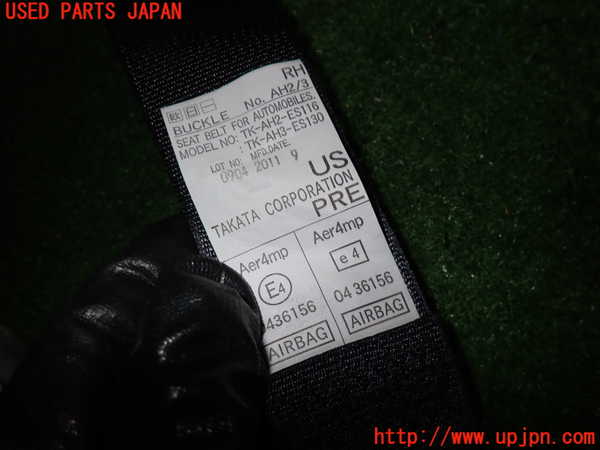 USED PARTS JAPAN
RH
BUCKLE No. AH2/3
SEAT BELT FOR AUTOMOBILES.
MODEL NO: TK-AH2-ES116
: TK-AH3-ES130
LOT NO. MFD.DATE.
0904 2011 9
US
TAKATA CORPORATION
PRE
Aer4mp
E4
436156
AIRBAG
Aer4mp
e 4
04 36156
AIRBAG
http://www.upjpn.com/